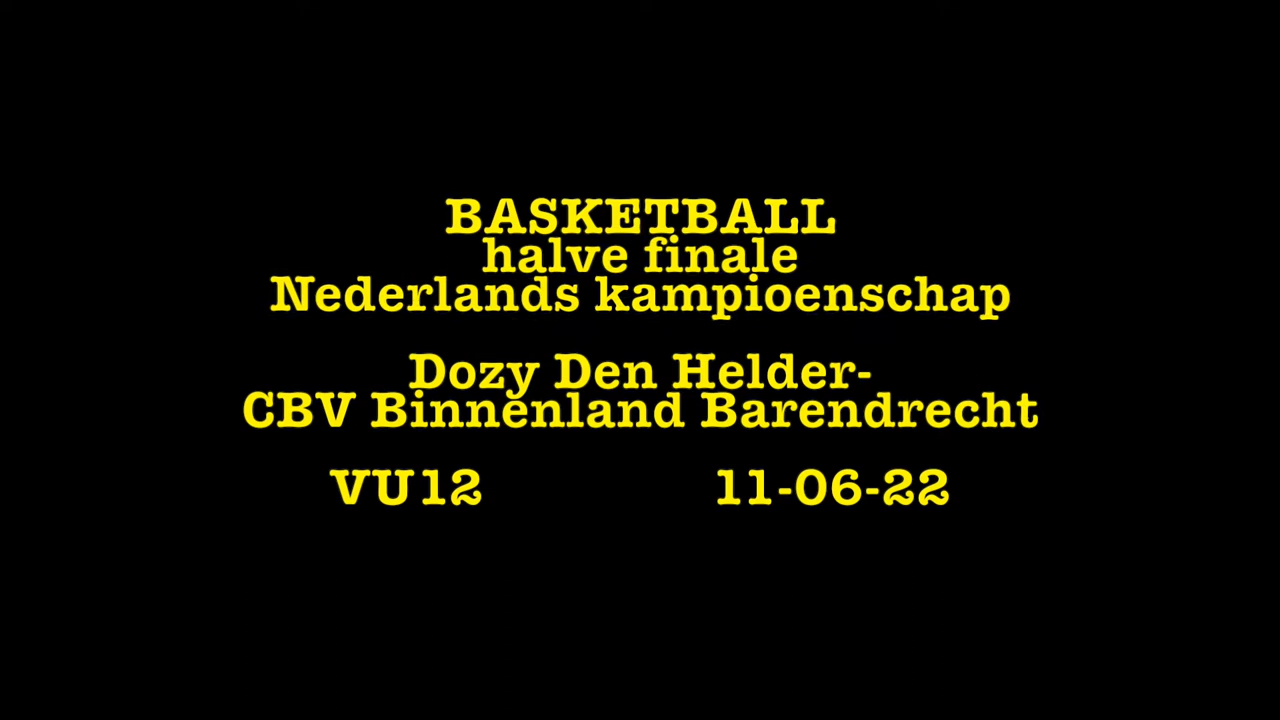 BASKETBALL
halve finale
Nederlands kampioenschap
Dozy Den Helder-
CBV Binnenland Barendrecht
VU12 11-06-22